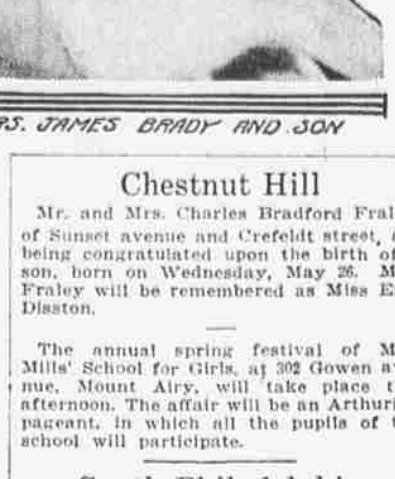 RS. JAMES BRADY AND SON
Chestnut Hill
Mr. and Mrs. Charles Bradford Fral
of Sunset avenue and Crefeldt street, a
being congratulated upon the birth of
son, born on Wednesday, May 26. M
Fraley will be remembered as Miss E
Disston.
The annual spring festival of M
Mills' School for Girls, at 302 Gowen av
nue, Mount Airy, will take place t
afternoon. The affair will be an Arthuri
pageant, in which all the pupils of t
school will participate.